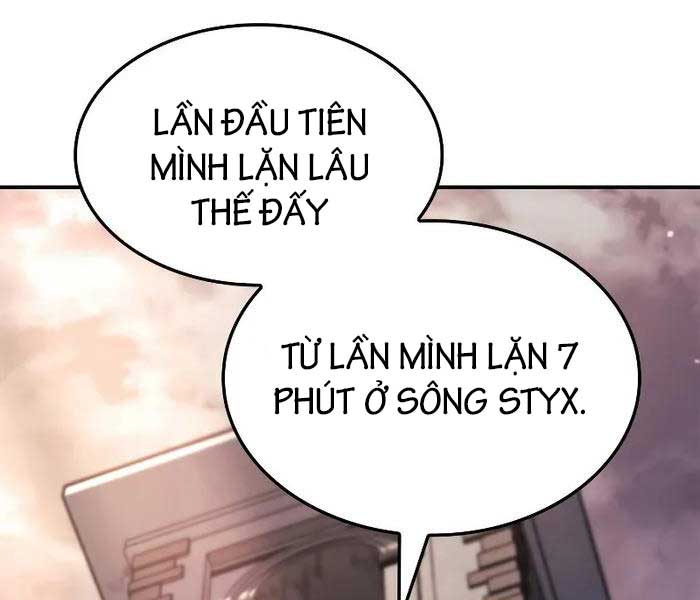 LẦN ĐẦU TIÊN
MÌNH LẶN LÂU
THẾ ĐẤY
TỪ LẦN MÌNH LẶN 7
PHÚT Ở SÔNG STYX.